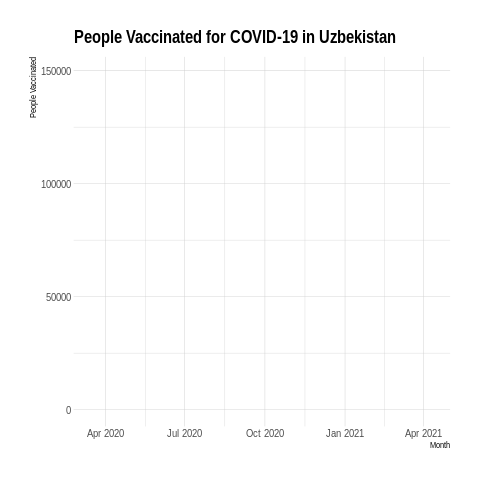 People Vaccinated for COVID-19 in Uzbekistan
People Vaccinated
150000
100000
50000
0
Apr 2020 Jul 2020 Oct 2020 Jan 2021 Apr 2021
Month